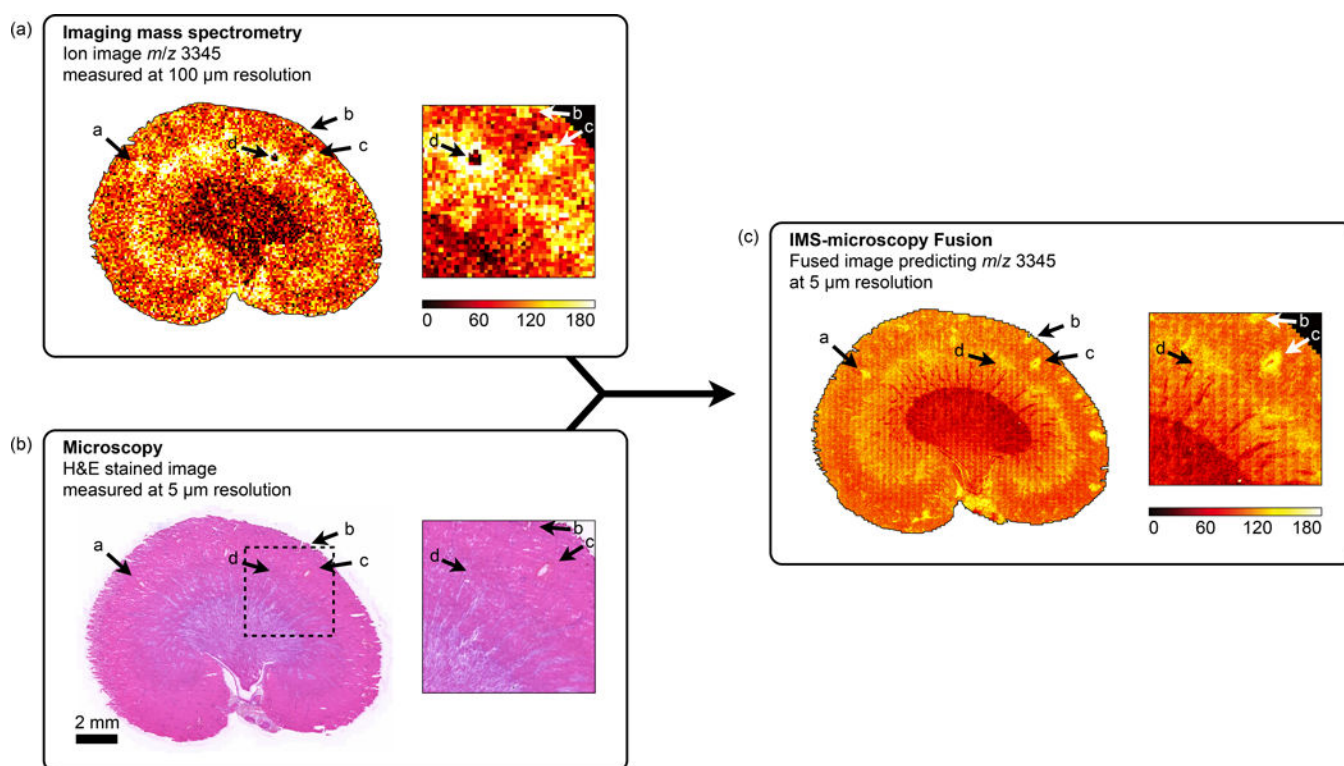 (a)
Imaging mass spectrometry
Ion image m/z 3345
measured at 100 µm resolution
a
b
c
d
b
c
d
0 60 120 180
(b)
Microscopy
H&E stained image
measured at 5 µm resolution
a
b
c
d
b
c
d
2 mm
(c)
IMS-microscopy Fusion
Fused image predicting m/z 3345
at 5 µm resolution
a
b
c
d
b
c
d
0 60 120 180